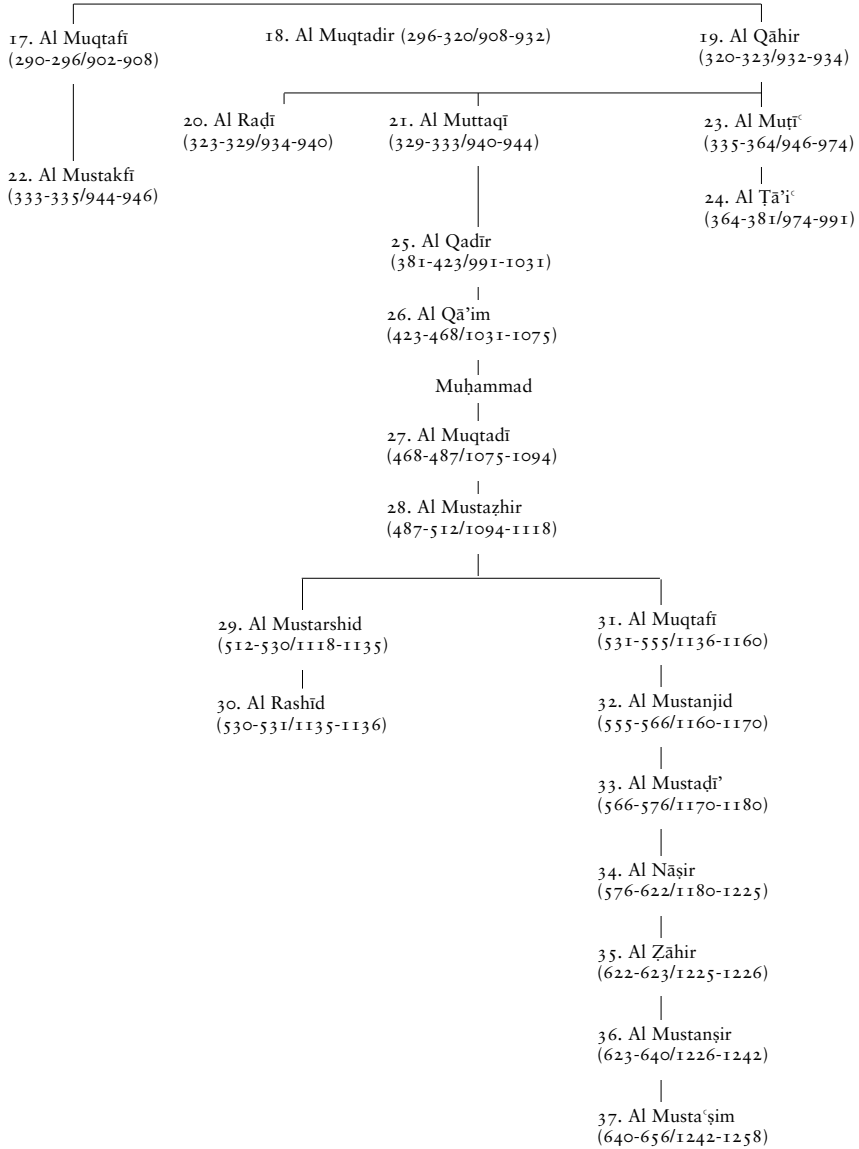 17. Al Muqtafī
(290-296/902-908)
18. Al Muqtadir (296-320/908-932)
19. Al Qāhir
(320-323/932-934)
20. Al Raḍī
(323-329/934-940)
21. Al Muttaqī
(329-333/940-944)
23. Al Muṭīʿ
(335-364/946-974)
22. Al Mustakfī
(333-335/944-946)
24. Al Ṭā’iʿ
(364-381/974-991)
25. Al Qadīr
(381-423/991-1031)
26. Al Qā’im
(423-468/1031-1075)
Muḥammad
27. Al Muqtadī
(468-487/1075-1094)
28. Al Mustaẓhir
(487-512/1094-1118)
29. Al Mustarshid
(512-530/1118-1135)
31. Al Muqtafī
(531-555/1136-1160)
30. Al Rashīd
(530-531/1135-1136)
32. Al Mustanjid
(555-566/1160-1170)
33. Al Mustaḍī’
(566-576/1170-1180)
34. Al Nāṣir
(576-622/1180-1225)
35. Al Ẓāhir
(622-623/1225-1226)
36. Al Mustanṣir
(623-640/1226-1242)
37. Al Mustaʿṣim
(640-656/1242-1258)